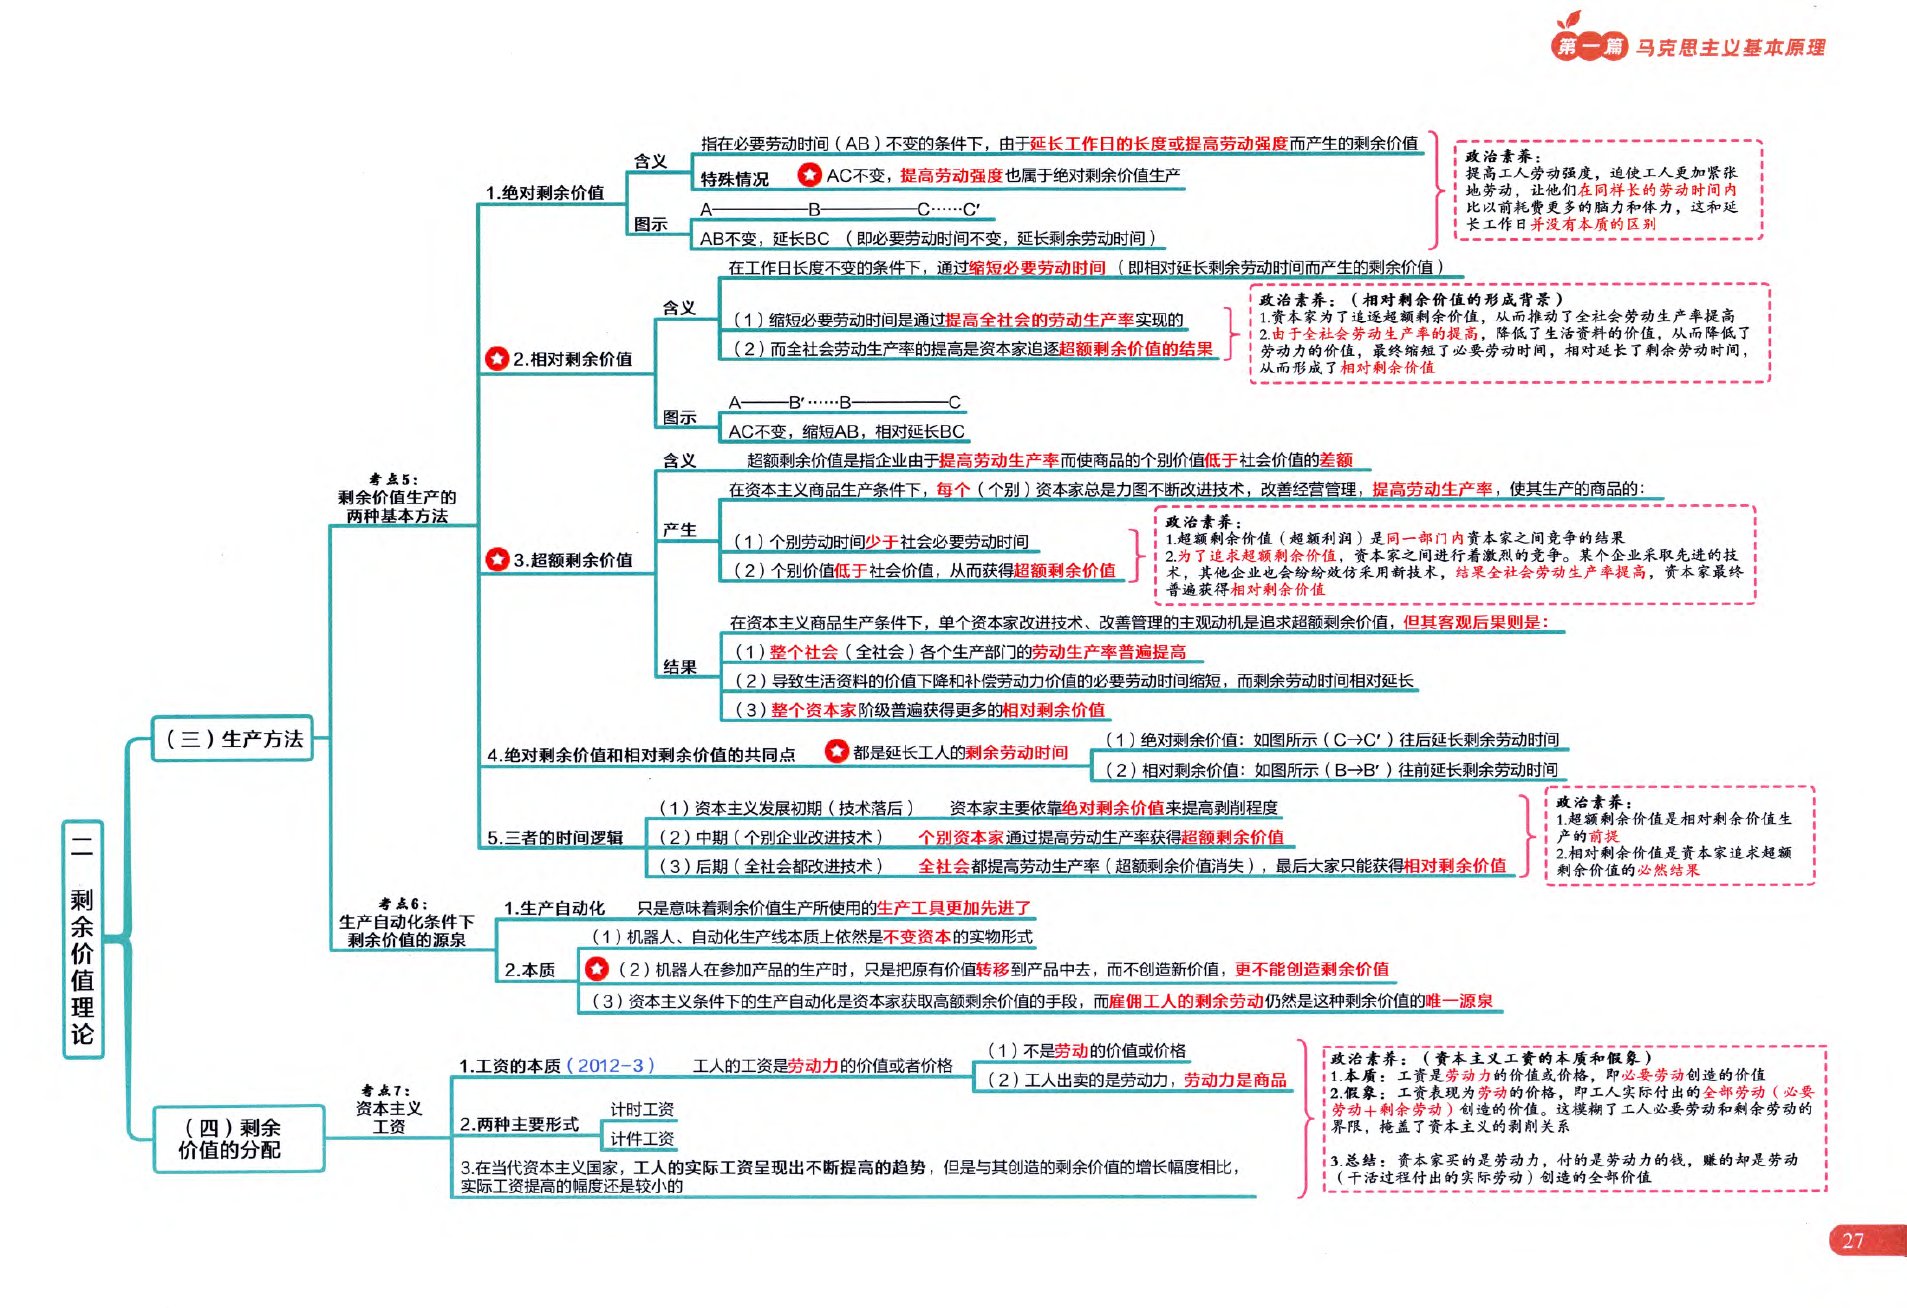 第一篇 马克思主义基本原理
二 剩余价值理论
（三）生产方法
考点5：
剩余价值生产的
两种基本方法
1.绝对剩余价值
含义
指在必要劳动时间（AB）不变的条件下，由于延长工作日的长度或提高劳动强度而产生的剩余价值
特殊情况 AC不变，提高劳动强度也属于绝对剩余价值生产
图示
A————B————C……C′
AB不变，延长BC （即必要劳动时间不变，延长剩余劳动时间）
政治素养：
提高工人劳动强度，迫使工人更加紧张
地劳动，让他们在同样长的劳动时间内
比以前耗费更多的脑力和体力，这和延
长工作日并没有本质的区别
2.相对剩余价值
含义
在工作日长度不变的条件下，通过缩短必要劳动时间 （即相对延长剩余劳动时间而产生的剩余价值）
（1）缩短必要劳动时间是通过提高全社会的劳动生产率实现的
（2）而全社会劳动生产率的提高是资本家追逐超额剩余价值的结果
政治素养：（相对剩余价值的形成背景）
1.资本家为了追逐超额剩余价值，从而推动了全社会劳动生产率提高
2.由于全社会劳动生产率的提高，降低了生活资料的价值，从而降低了
劳动力的价值，最终缩短了必要劳动时间，相对延长了剩余劳动时间，
从而形成了相对剩余价值
图示
A——B′……B————C
AC不变，缩短AB，相对延长BC
3.超额剩余价值
含义 超额剩余价值是指企业由于提高劳动生产率而使商品的个别价值低于社会价值的差额
产生
在资本主义商品生产条件下，每个（个别）资本家总是力图不断改进技术，改善经营管理，提高劳动生产率，使其生产的商品的：
（1）个别劳动时间少于社会必要劳动时间
（2）个别价值低于社会价值，从而获得超额剩余价值
政治素养：
1.超额剩余价值（超额利润）是同一部门内资本家之间竞争的结果
2.为了追求超额剩余价值，资本家之间进行着激烈的竞争。某个企业采取先进的技
术，其他企业也会纷纷效仿采用新技术，结果全社会劳动生产率提高，资本家最终
普遍获得相对剩余价值
结果
在资本主义商品生产条件下，单个资本家改进技术、改善管理的主观动机是追求超额剩余价值，但其客观后果则是：
（1）整个社会（全社会）各个生产部门的劳动生产率普遍提高
（2）导致生活资料的价值下降和补偿劳动力价值的必要劳动时间缩短，而剩余劳动时间相对延长
（3）整个资本家阶级普遍获得更多的相对剩余价值
4.绝对剩余价值和相对剩余价值的共同点 都是延长工人的剩余劳动时间
（1）绝对剩余价值：如图所示（C→C′）往后延长剩余劳动时间
（2）相对剩余价值：如图所示（B→B′）往前延长剩余劳动时间
5.三者的时间逻辑
（1）资本主义发展初期（技术落后） 资本家主要依靠绝对剩余价值来提高剥削程度
（2）中期（个别企业改进技术） 个别资本家通过提高劳动生产率获得超额剩余价值
（3）后期（全社会都改进技术） 全社会都提高劳动生产率（超额剩余价值消失），最后大家只能获得相对剩余价值
政治素养：
1.超额剩余价值是相对剩余价值生
产的前提
2.相对剩余价值是资本家追求超额
剩余价值的必然结果
考点6：
生产自动化条件下
剩余价值的源泉
1.生产自动化 只是意味着剩余价值生产所使用的生产工具更加先进了
2.本质
（1）机器人、自动化生产线本质上依然是不变资本的实物形式
（2）机器人在参加产品的生产时，只是把原有价值转移到产品中去，而不创造新价值，更不能创造剩余价值
（3）资本主义条件下的生产自动化是资本家获取高额剩余价值的手段，而雇佣工人的剩余劳动仍然是这种剩余价值的唯一源泉
（四）剩余
价值的分配
考点7：
资本主义
工资
1.工资的本质（2012-3） 工人的工资是劳动力的价值或者价格
（1）不是劳动的价值或价格
（2）工人出卖的是劳动力，劳动力是商品
2.两种主要形式
计时工资
计件工资
3.在当代资本主义国家，工人的实际工资呈现出不断提高的趋势，但是与其创造的剩余价值的增长幅度相比，
实际工资提高的幅度还是较小的
政治素养：（资本主义工资的本质和假象）
1.本质：工资是劳动力的价值或价格，即必要劳动创造的价值
2.假象：工资表现为劳动的价格，即工人实际付出的全部劳动（必要
劳动+剩余劳动）创造的价值。这模糊了工人必要劳动和剩余劳动的
界限，掩盖了资本主义的剥削关系
3.总结：资本家买的是劳动力，付的是劳动力的钱，赚的却是劳动
（干活过程付出的实际劳动）创造的全部价值
27